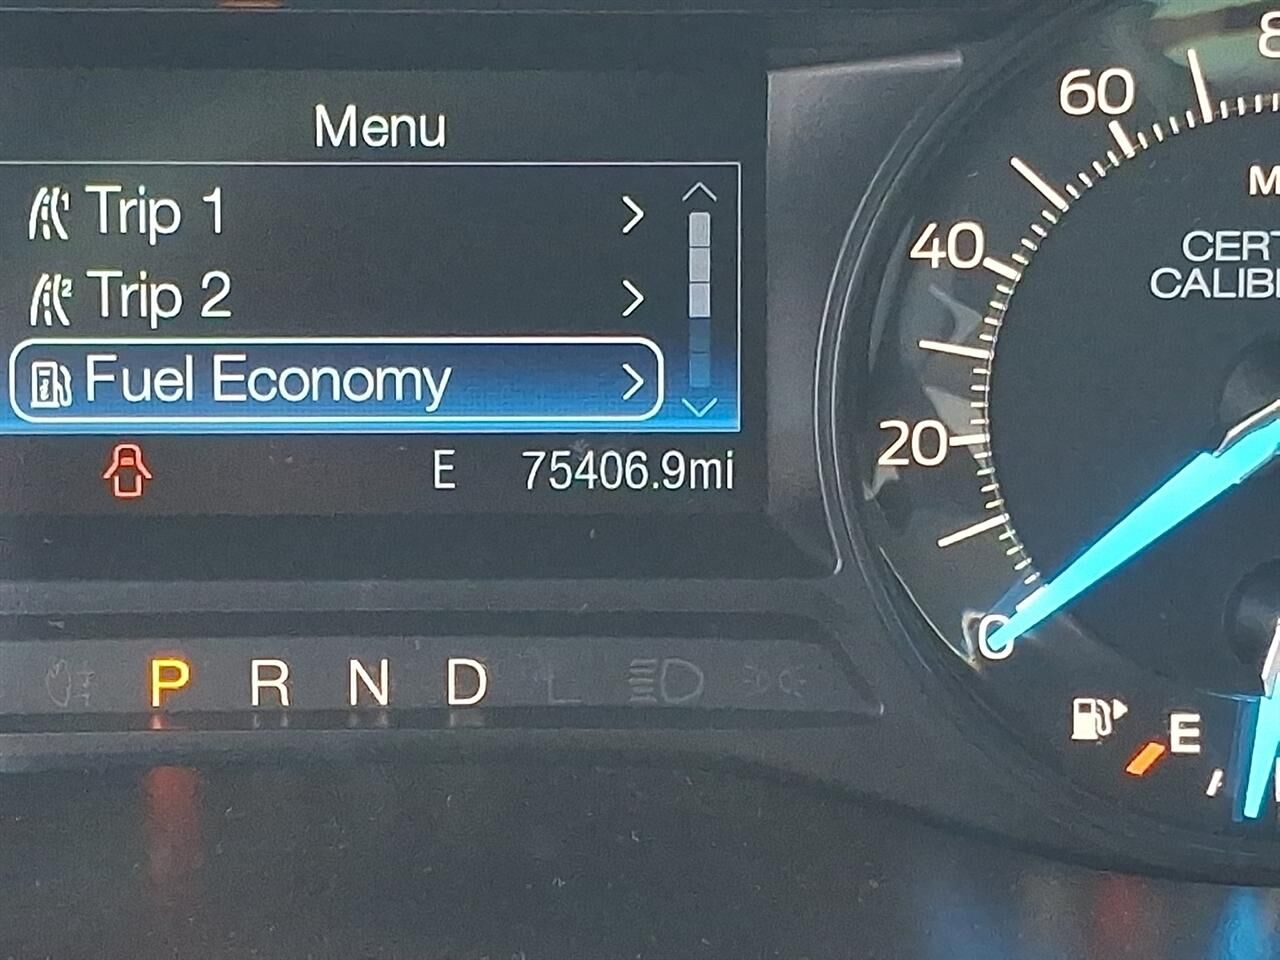 Menu
Trip 1
Trip 2
Fuel Economy
E 75406.9mi
P R N D L
0
20
40
60
E